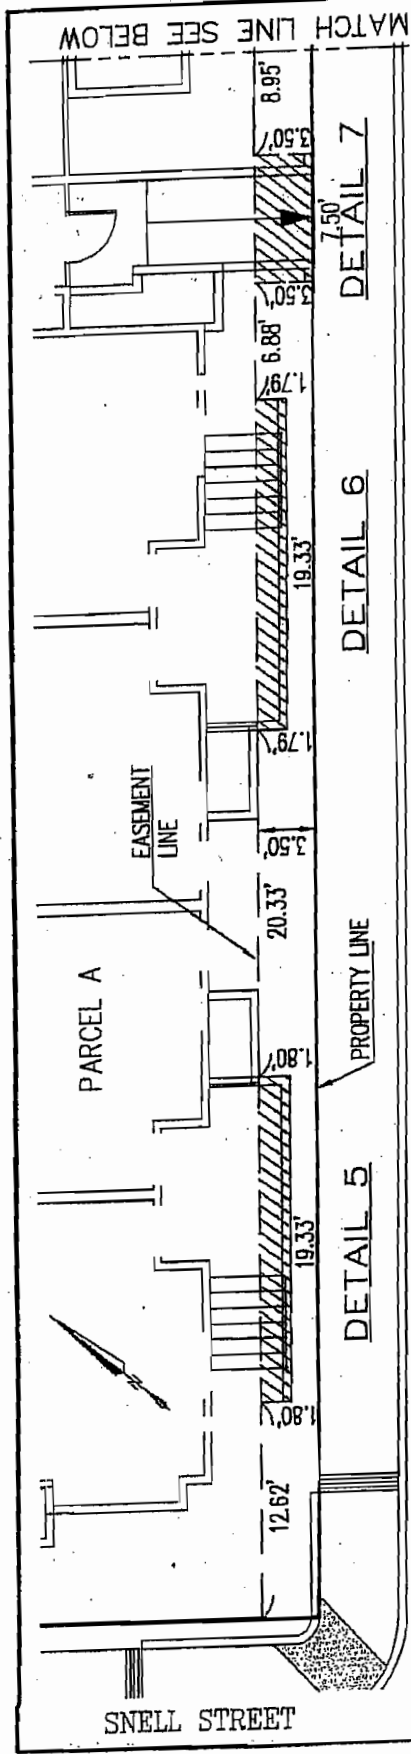 MATCH LINE SEE BELOW
8.95'
3.50'
7.50'
DETAIL 7
3.50'
6.88'
1.79'
19.33'
DETAIL 6
1.79'
EASEMENT
LINE
3.50'
20.33'
PARCEL A
PROPERTY LINE
1.80'
19.33'
DETAIL 5
N
1.80'
12.62'
SNELL STREET